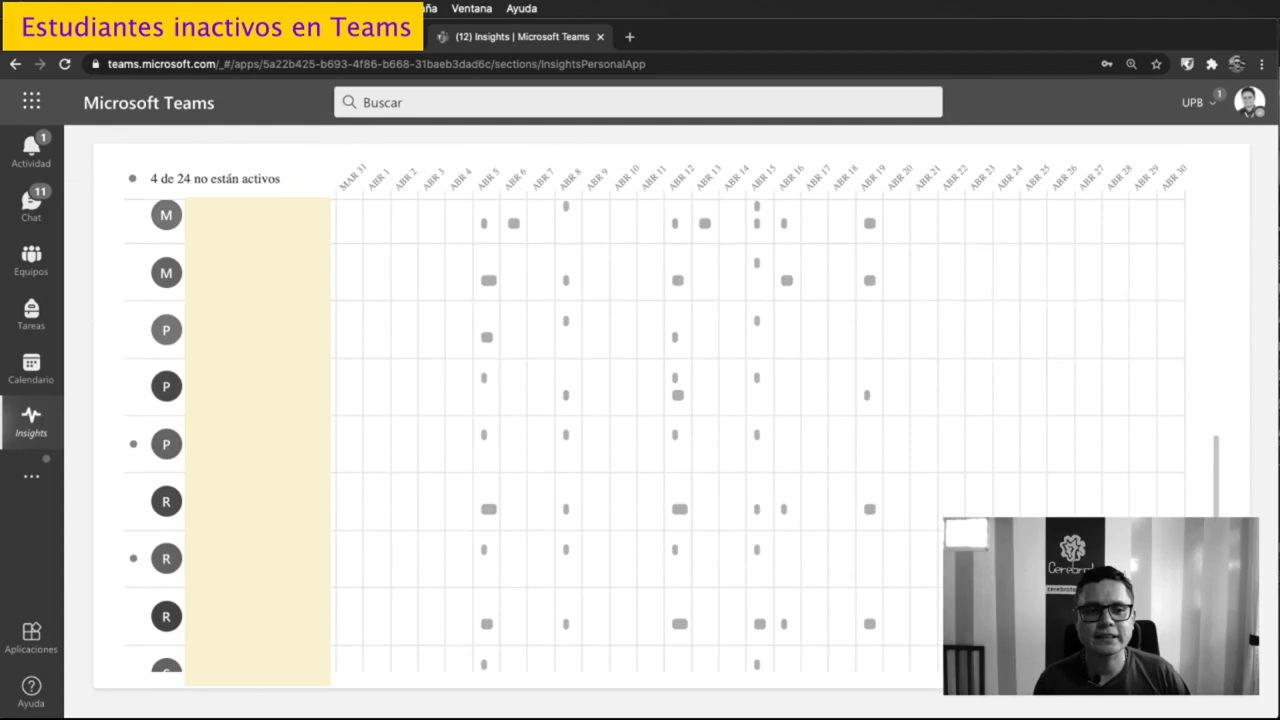 Estudiantes inactivos en Teams
Ventana Ayuda
(12) Insights | Microsoft Teams
teams.microsoft.com/_#/apps/5a22b425-b693-4f86-b668-31baeb3dad6c/sections/InsightsPersonalApp
Microsoft Teams
Buscar
UPB
1
1
Actividad
11
Chat
Equipos
Tareas
Calendario
Insights
Aplicaciones
Ayuda
4 de 24 no están activos
MAR 31 ABR 1 ABR 2 ABR 3 ABR 4 ABR 5 ABR 6 ABR 7 ABR 8 ABR 9 ABR 10 ABR 11 ABR 12 ABR 13 ABR 14 ABR 15 ABR 16 ABR 17 ABR 18 ABR 19 ABR 20 ABR 21 ABR 22 ABR 23 ABR 24 ABR 25 ABR 26 ABR 27 ABR 28 ABR 29 ABR 30
M
M
P
P
P
R
R
R